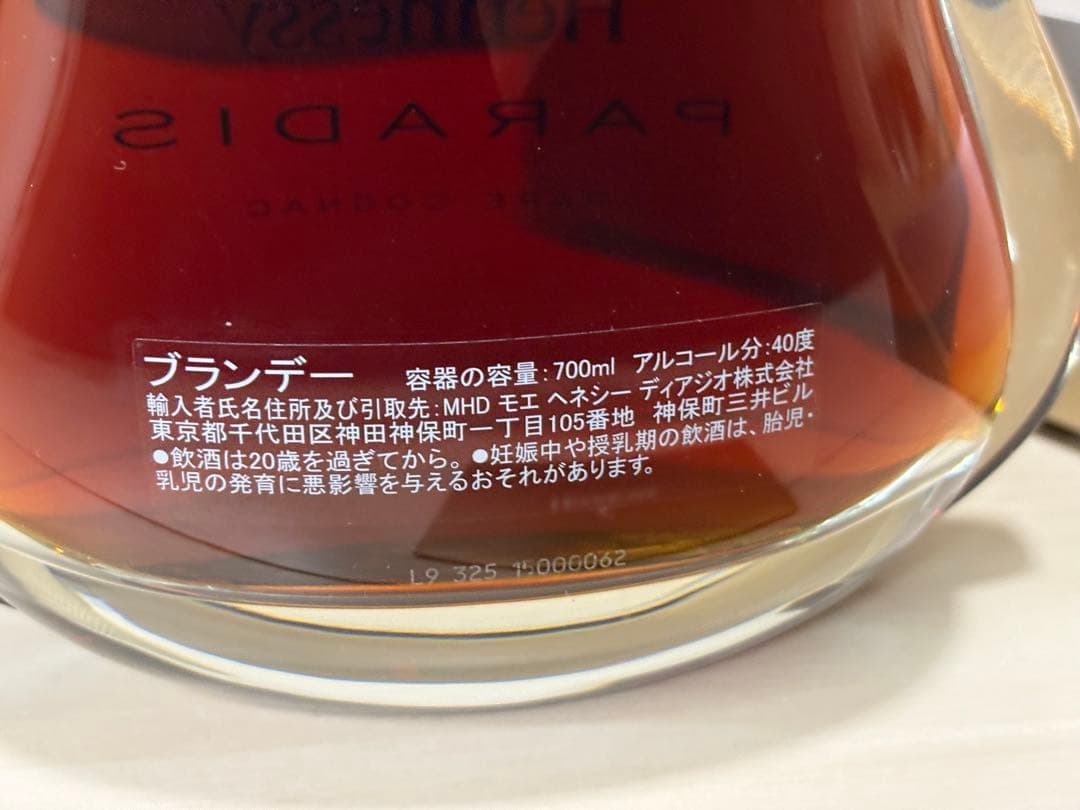 Hennessy
PARADIS
RARE COGNAC
ブランデー 容器の容量:700ml アルコール分:40度
輸入者氏名住所及び引取先:MHD モエ ヘネシー ディアジオ株式会社
東京都千代田区神田神保町一丁目105番地 神保町三井ビル
●飲酒は20歳を過ぎてから。●妊娠中や授乳期の飲酒は、胎児・
乳児の発育に悪影響を与えるおそれがあります。
L9 325 15000062